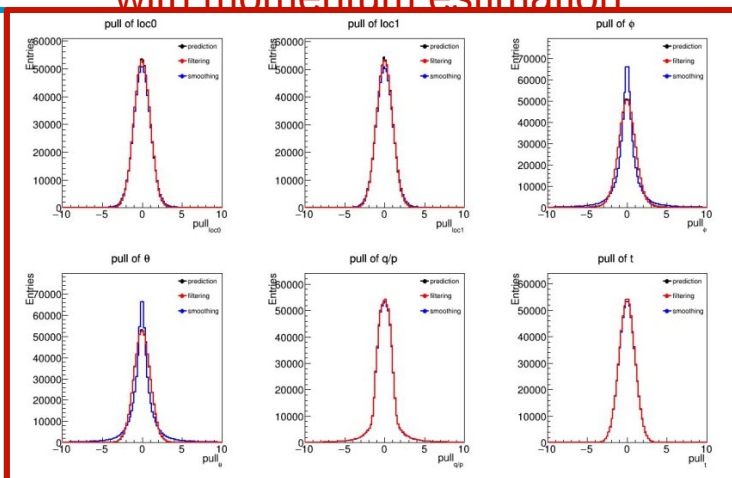 with momentum estimation
pull of loc0
Entries
60000
50000
40000
30000
20000
10000
0
−10 −5 0 5 10
pull loc0
prediction
filtering
smoothing
pull of loc1
Entries
60000
50000
40000
30000
20000
10000
0
−10 −5 0 5 10
pull loc1
prediction
filtering
smoothing
pull of ϕ
Entries
80000
70000
60000
50000
40000
30000
20000
10000
0
−10 −5 0 5 10
pull ϕ
prediction
filtering
smoothing
pull of θ
Entries
70000
60000
50000
40000
30000
20000
10000
0
−10 −5 0 5 10
pull θ
prediction
filtering
smoothing
pull of q/p
Entries
60000
50000
40000
30000
20000
10000
0
−10 −5 0 5 10
pull q/p
prediction
filtering
smoothing
pull of t
Entries
60000
50000
40000
30000
20000
10000
0
−10 −5 0 5 10
pull t
prediction
filtering
smoothing